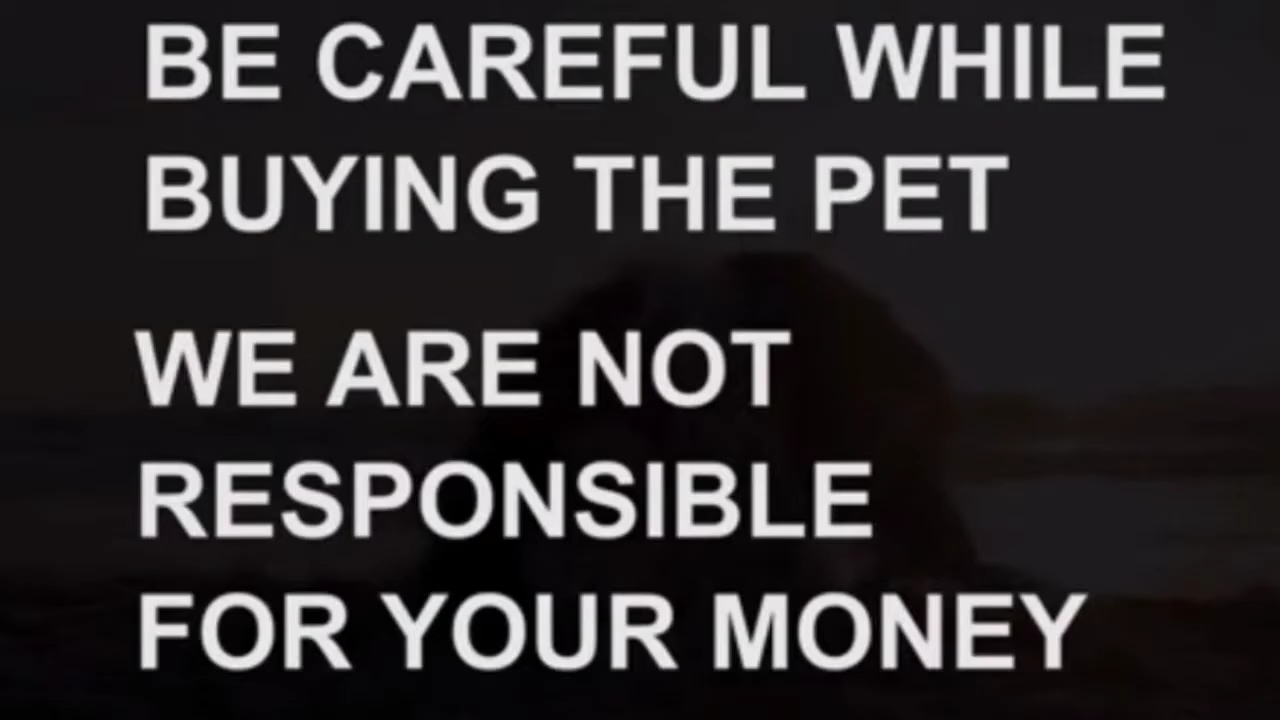 BE CAREFUL WHILE
BUYING THE PET
WE ARE NOT
RESPONSIBLE
FOR YOUR MONEY